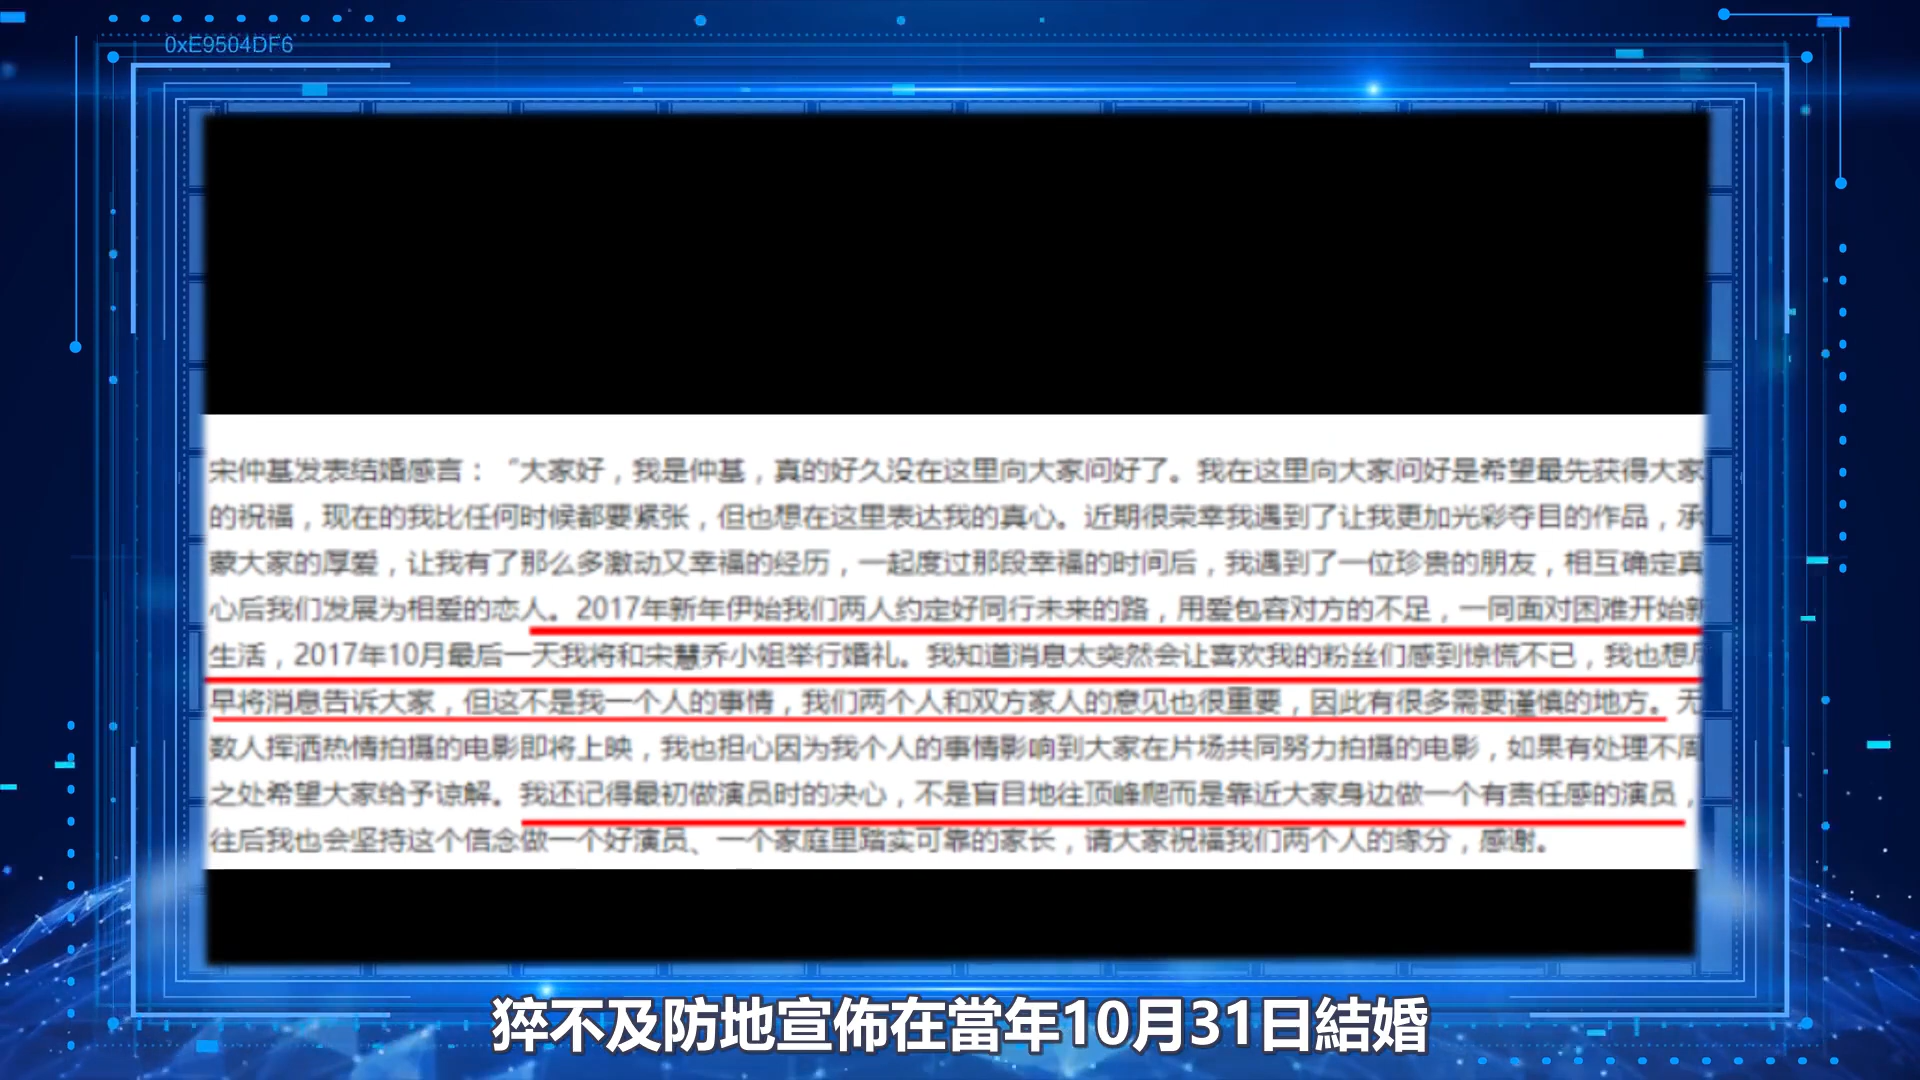 0xE9504DF6
宋仲基发表结婚感言：“大家好，我是仲基，真的好久没在这里向大家问好了。我在这里向大家问好是希望最先获得大家
的祝福，现在的我比任何时候都要紧张，但也想在这里表达我的真心。近期很荣幸我遇到了让我更加光彩夺目的作品，承
蒙大家的厚爱，让我有了那么多激动又幸福的经历，一起度过那段幸福的时间后，我遇到了一位珍贵的朋友，相互确定真
心后我们发展为相爱的恋人。2017年新年伊始我们两人约定好同行未来的路，用爱包容对方的不足，一同面对困难开始新
生活，2017年10月最后一天我将和宋慧乔小姐举行婚礼。我知道消息太突然会让喜欢我的粉丝们感到惊慌不已，我也想
早将消息告诉大家，但这不是我一个人的事情，我们两个人和双方家人的意见也很重要，因此有很多需要谨慎的地方。无
数人挥洒热情拍摄的电影即将上映，我也担心因为我个人的事情影响到大家在片场共同努力拍摄的电影，如果有处理不周
之处希望大家给予谅解。我还记得最初做演员时的决心，不是盲目地往顶峰爬而是靠近大家身边做一个有责任感的演员，
往后我也会坚持这个信念做一个好演员、一个家庭里踏实可靠的家长，请大家祝福我们两个人的缘分，感谢。
猝不及防地宣佈在當年10月31日結婚